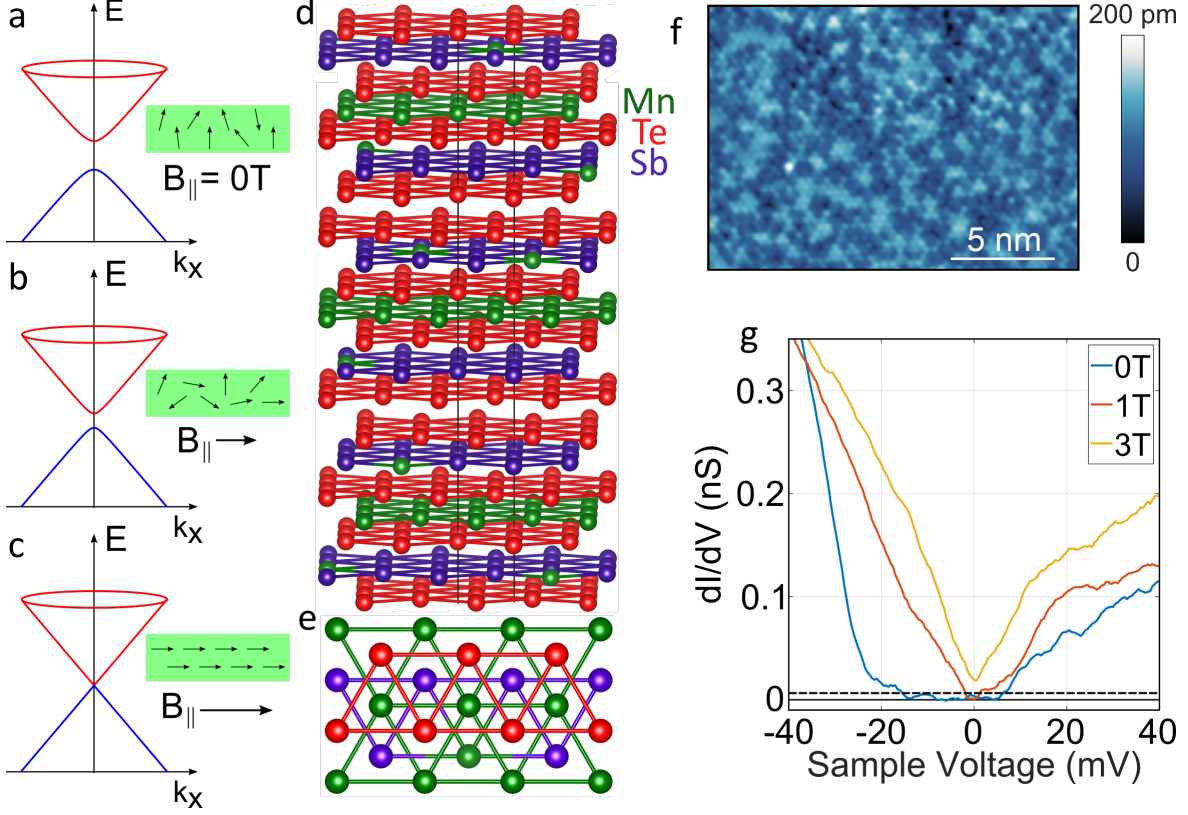 a
E
B|| = 0T
kX
b
E
B||
kX
c
E
B||
kX
d
Mn
Te
Sb
e
f
200 pm
5 nm
0
g
0T
1T
3T
0.3
0.2
0.1
0
dI/dV (nS)
-40
-20
0
20
40
Sample Voltage (mV)